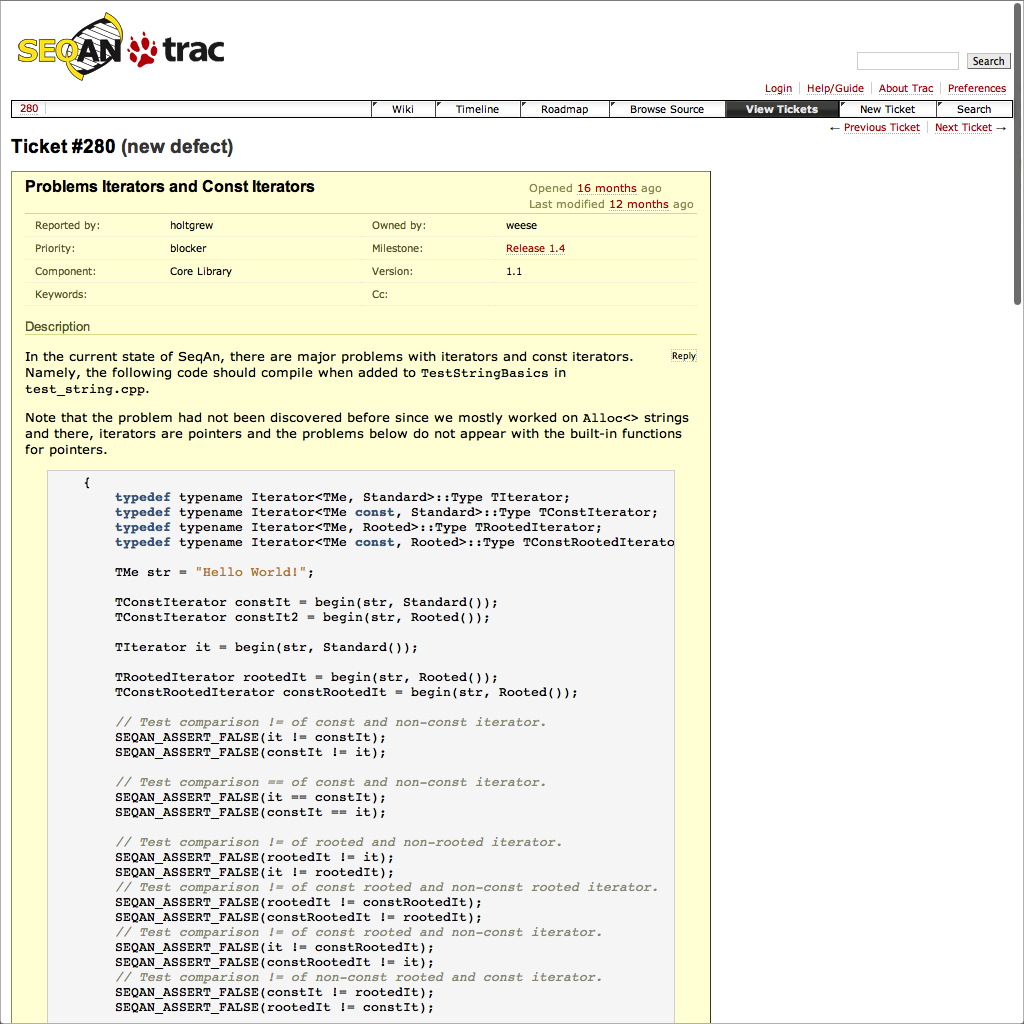 SEQAN trac
Search
Login Help/Guide About Trac Preferences
280 Wiki Timeline Roadmap Browse Source View Tickets New Ticket Search
← Previous Ticket Next Ticket →
Ticket #280 (new defect)
Problems Iterators and Const Iterators
Opened 16 months ago
Last modified 12 months ago
Reported by: holtgrew Owned by: weese
Priority: blocker Milestone: Release 1.4
Component: Core Library Version: 1.1
Keywords: Cc:
Description
Reply
In the current state of SeqAn, there are major problems with iterators and const iterators.
Namely, the following code should compile when added to TestStringBasics in
test_string.cpp.
Note that the problem had not been discovered before since we mostly worked on Alloc<> strings
and there, iterators are pointers and the problems below do not appear with the built-in functions
for pointers.
{
typedef typename Iterator<TMe, Standard>::Type TIterator;
typedef typename Iterator<TMe const, Standard>::Type TConstIterator;
typedef typename Iterator<TMe, Rooted>::Type TRootedIterator;
typedef typename Iterator<TMe const, Rooted>::Type TConstRootedIterato
TMe str = "Hello World!";
TConstIterator constIt = begin(str, Standard());
TConstIterator constIt2 = begin(str, Rooted());
TIterator it = begin(str, Standard());
TRootedIterator rootedIt = begin(str, Rooted());
TConstRootedIterator constRootedIt = begin(str, Rooted());
// Test comparison != of const and non-const iterator.
SEQAN_ASSERT_FALSE(it != constIt);
SEQAN_ASSERT_FALSE(constIt != it);
// Test comparison == of const and non-const iterator.
SEQAN_ASSERT_FALSE(it == constIt);
SEQAN_ASSERT_FALSE(constIt == it);
// Test comparison != of rooted and non-rooted iterator.
SEQAN_ASSERT_FALSE(rootedIt != it);
SEQAN_ASSERT_FALSE(it != rootedIt);
// Test comparison != of const rooted and non-const rooted iterator.
SEQAN_ASSERT_FALSE(rootedIt != constRootedIt);
SEQAN_ASSERT_FALSE(constRootedIt != rootedIt);
// Test comparison != of const rooted and non-const iterator.
SEQAN_ASSERT_FALSE(it != constRootedIt);
SEQAN_ASSERT_FALSE(constRootedIt != it);
// Test comparison != of non-const rooted and const iterator.
SEQAN_ASSERT_FALSE(constIt != rootedIt);
SEQAN_ASSERT_FALSE(rootedIt != constIt);